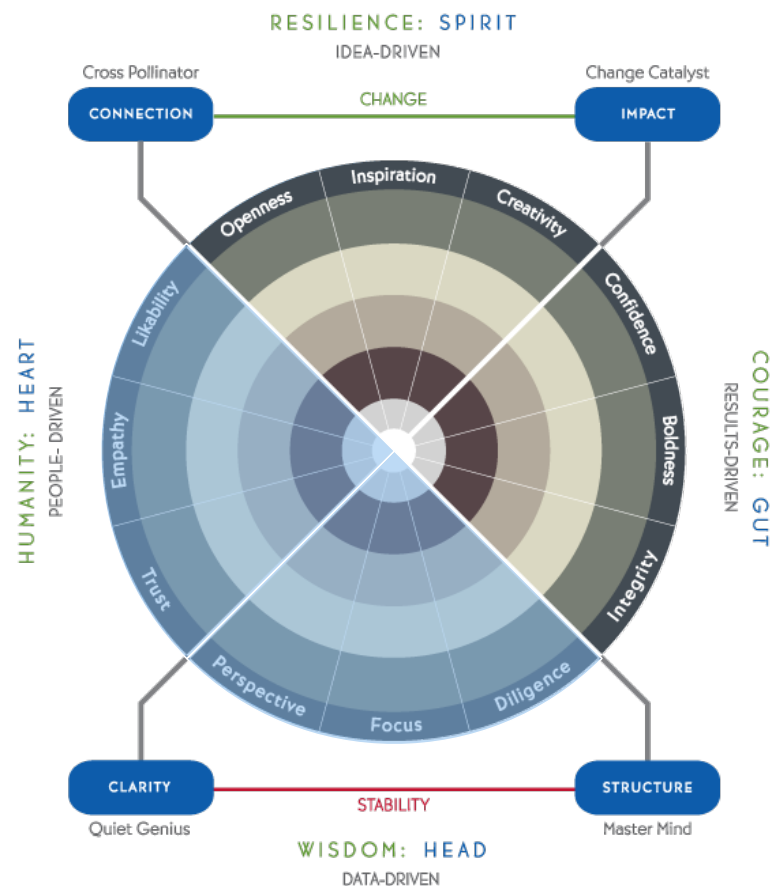 RESILIENCE: SPIRIT
IDEA-DRIVEN
Cross Pollinator
Change Catalyst
CONNECTION
CHANGE
IMPACT
Openness
Inspiration
Creativity
Likability
Confidence
HUMANITY: HEART
PEOPLE- DRIVEN
Empathy
Boldness
RESULTS-DRIVEN
COURAGE: GUT
Trust
Integrity
Perspective
Focus
Diligence
CLARITY
STABILITY
STRUCTURE
Quiet Genius
Master Mind
WISDOM: HEAD
DATA-DRIVEN